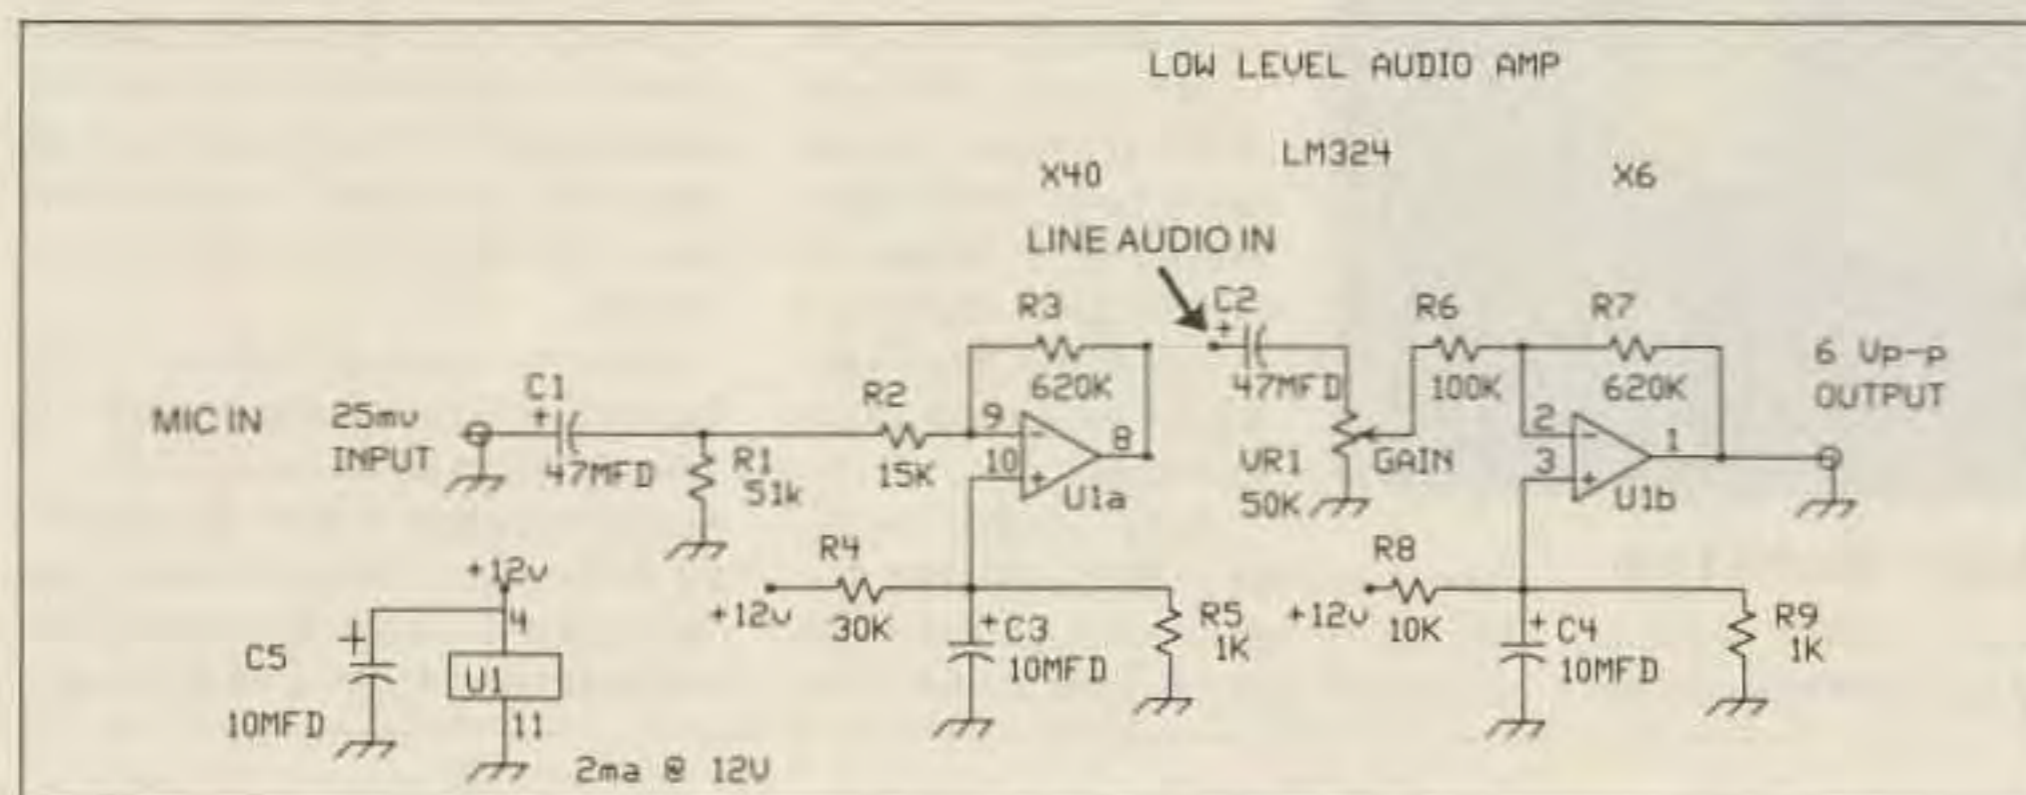 LOW LEVEL AUDIO AMP
LM324
X40
X6
LINE AUDIO IN
C2
+
47MFD
R3
620K
R6
100K
R7
620K
6 Vp-p
OUTPUT
MIC IN
25mv
INPUT
C1
+
47MFD
R1
51k
R2
15K
9
-
10
+
8
U1a
VR1
50K
GAIN
2
-
3
+
1
U1b
+12v
4
+
C5
10MFD
U1
11
2ma @ 12V
R4
+12v
30K
+
C3
10MFD
R5
1K
R8
+12v
10K
+
C4
10MFD
R9
1K